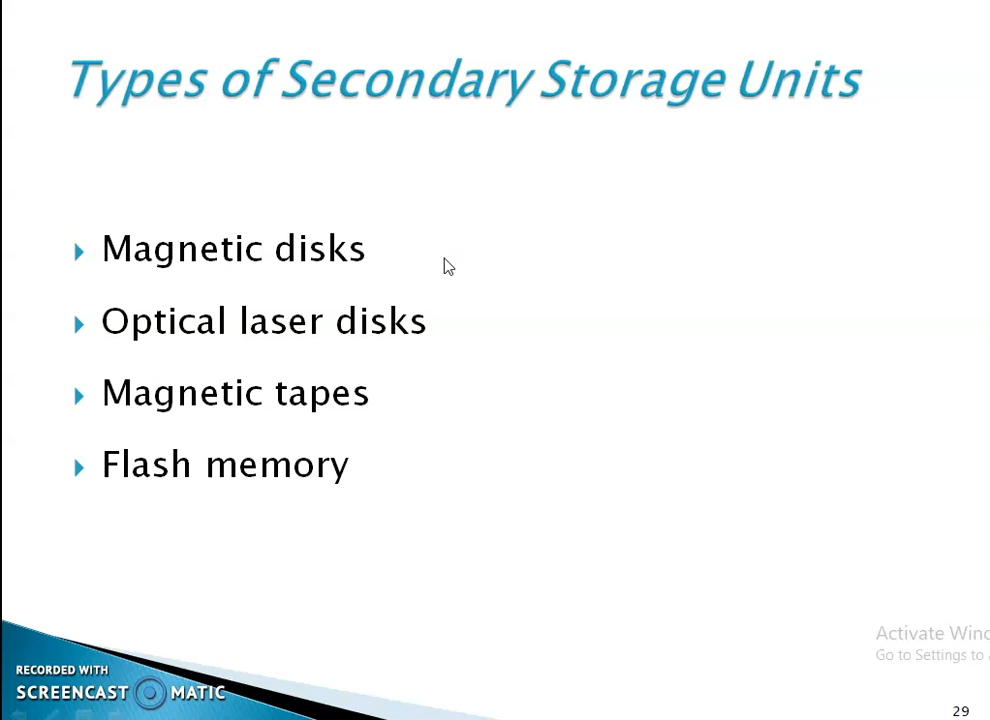 Types of Secondary Storage Units
Magnetic disks
Optical laser disks
Magnetic tapes
Flash memory
Activate Winc
Go to Settings to
RECORDED WITH
SCREENCAST MATIC
29